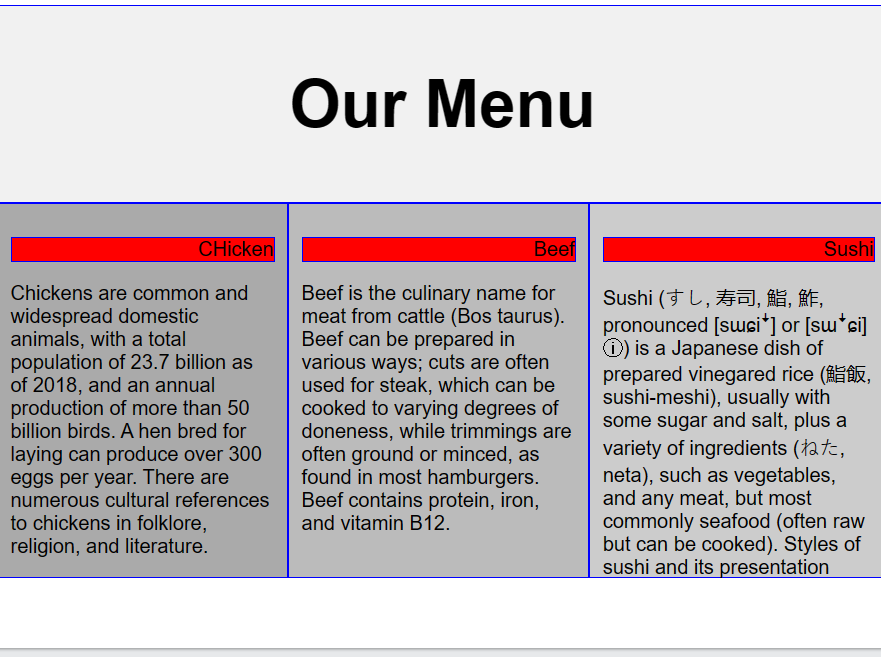 Our Menu
CHicken
Chickens are common and
widespread domestic
animals, with a total
population of 23.7 billion as
of 2018, and an annual
production of more than 50
billion birds. A hen bred for
laying can produce over 300
eggs per year. There are
numerous cultural references
to chickens in folklore,
religion, and literature.
Beef
Beef is the culinary name for
meat from cattle (Bos taurus).
Beef can be prepared in
various ways; cuts are often
used for steak, which can be
cooked to varying degrees of
doneness, while trimmings are
often ground or minced, as
found in most hamburgers.
Beef contains protein, iron,
and vitamin B12.
Sushi
Sushi (すし, 寿司, 鮨, 鮓,
pronounced [sɯɕiꜜ] or [sɯꜜɕi]
ⓘ) is a Japanese dish of
prepared vinegared rice (鮨飯,
sushi-meshi), usually with
some sugar and salt, plus a
variety of ingredients (ねた,
neta), such as vegetables,
and any meat, but most
commonly seafood (often raw
but can be cooked). Styles of
sushi and its presentation